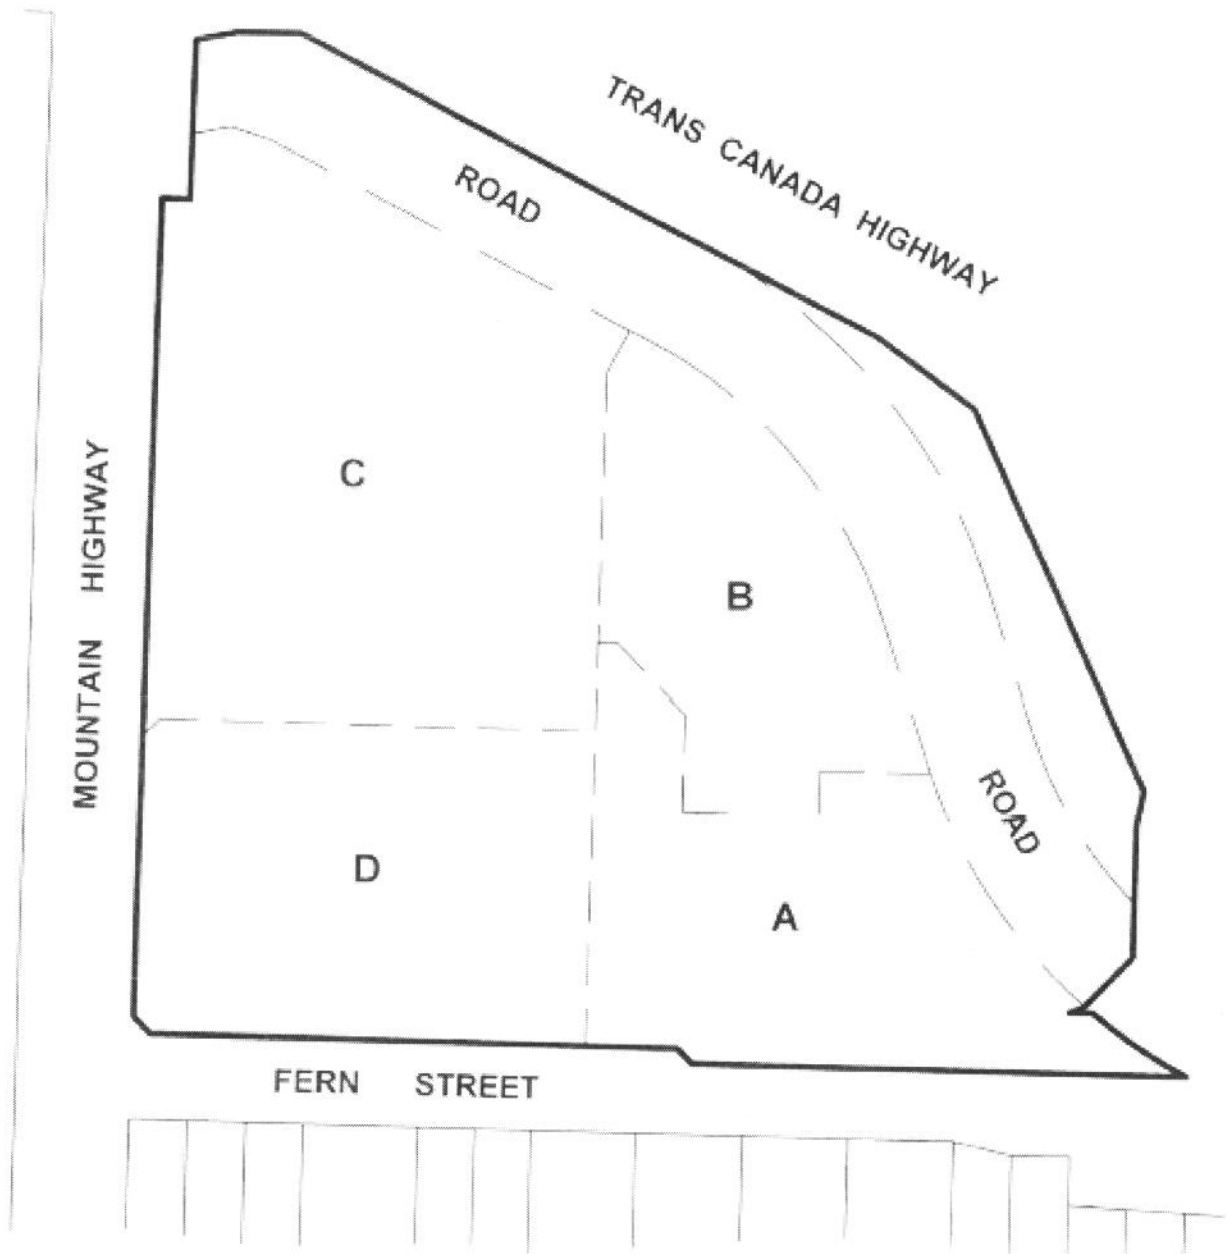 TRANS CANADA HIGHWAY
ROAD
C
MOUNTAIN HIGHWAY
B
ROAD
D
A
FERN STREET